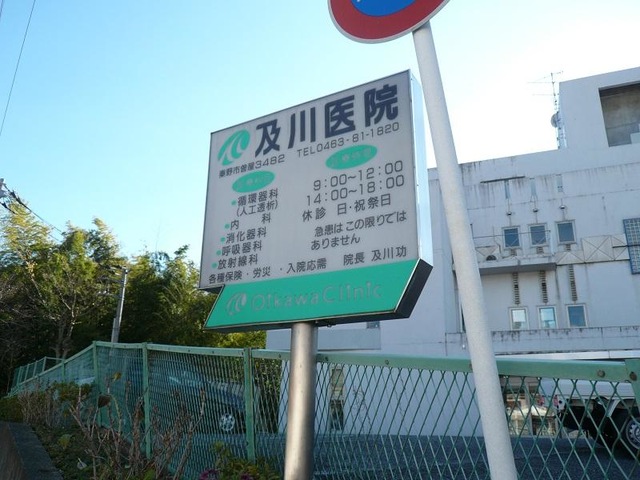 及川医院
TEL0463-81-1820
秦野市曽屋3482
9:00~12:00
14:00~18:00
休診 日・祝祭日
急患はこの限りでは
ありません
循環器科
(人工透析)
内科
消化器科
呼吸器科
放射線科
各種保険・労災・入院応需 院長 及川功
Oikawa Clinic